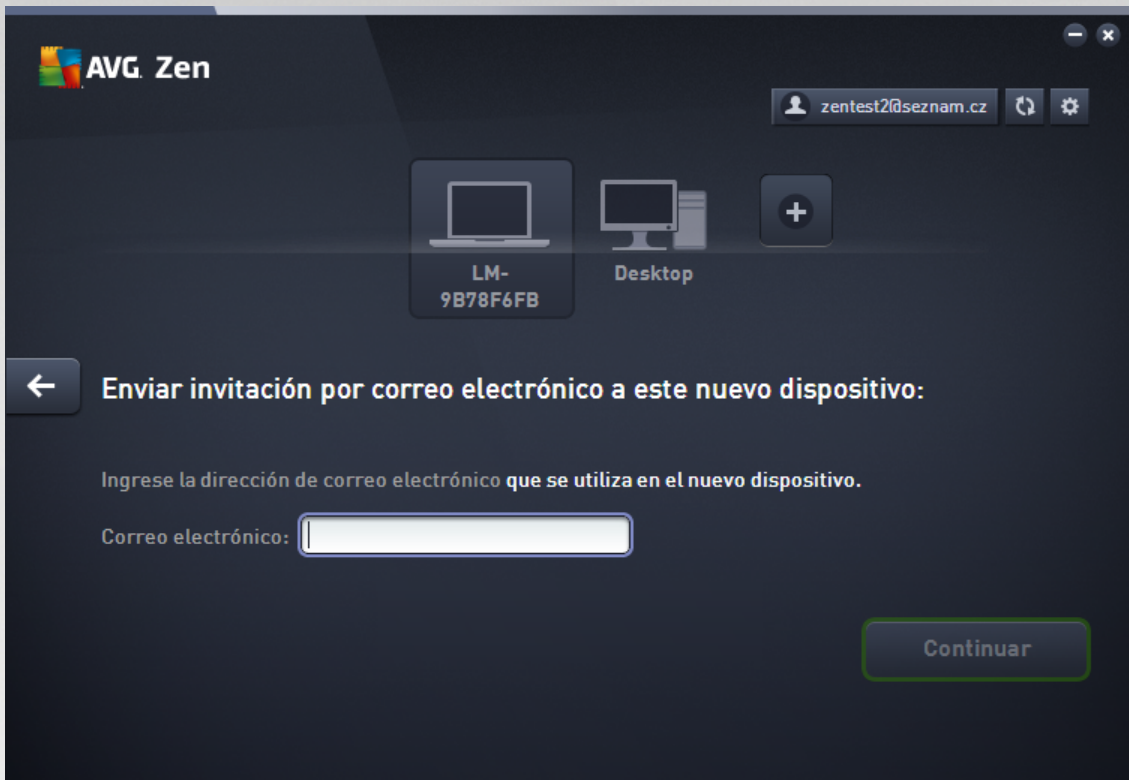 AVG. Zen
zentest2@seznam.cz
LM-
9B78F6FB
Desktop
Enviar invitación por correo electrónico a este nuevo dispositivo:
Ingrese la dirección de correo electrónico que se utiliza en el nuevo dispositivo.
Correo electrónico:
Continuar